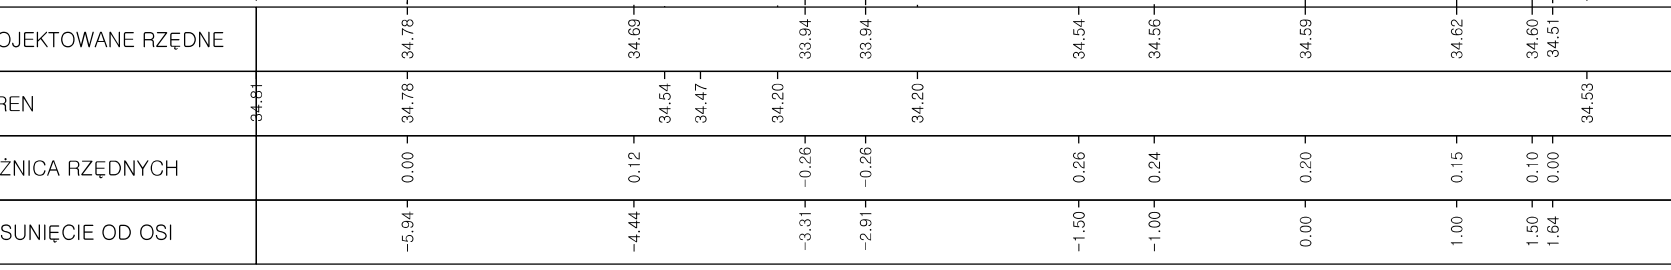 OJEKTOWANE RZĘDNE 34.78 34.69 33.94 33.94 34.54 34.56 34.59 34.62 34.60 34.51
REN 34.81 34.78 34.54 34.47 34.20 34.20 34.53
ŻNICA RZĘDNYCH 0.00 0.12 -0.26 -0.26 0.26 0.24 0.20 0.15 0.10 0.00
SUNIĘCIE OD OSI -5.94 -4.44 -3.31 -2.91 -1.50 -1.00 0.00 1.00 1.50 1.64